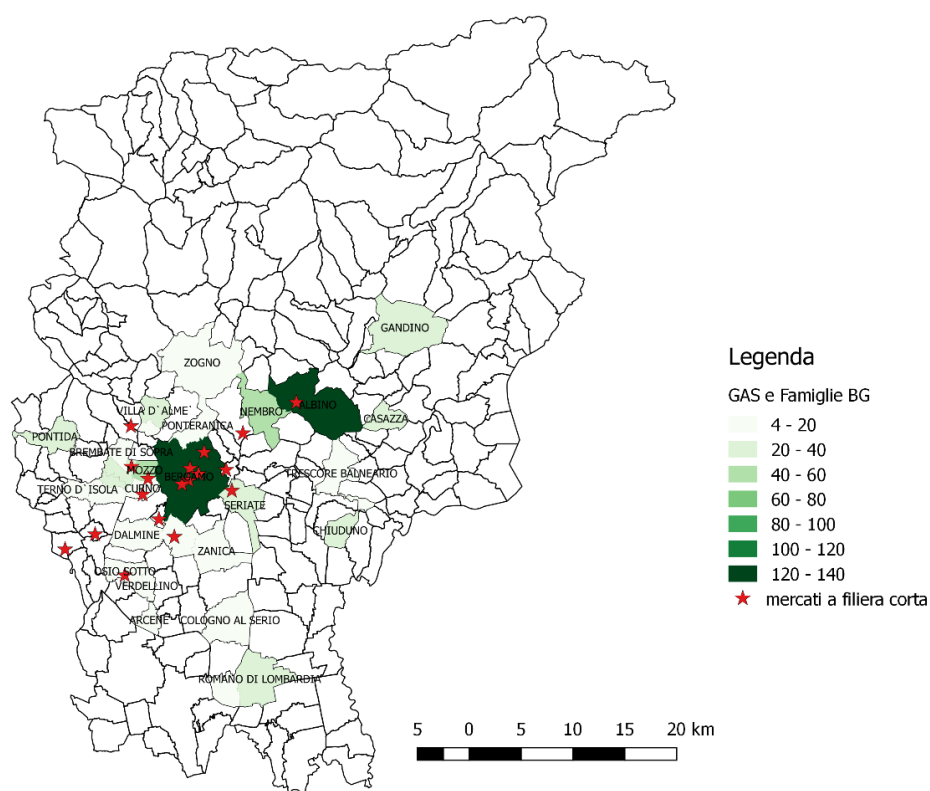 GANDINO
ZOGNO
ALBINO
NEMBRO
VILLA D`ALME`
CASAZZA
PONTERANICA
PONTIDA
BREMBATE DI SOPRA
MOZZO
TRESCORE BALNEARIO
BERGAMO
TERNO D`ISOLA
CURNO
SERIATE
CHIUDUNO
DALMINE
ZANICA
OSIO SOTTO
VERDELLINO
ARCENE
COLOGNO AL SERIO
ROMANO DI LOMBARDIA
Legenda
GAS e Famiglie BG
4 - 20
20 - 40
40 - 60
60 - 80
80 - 100
100 - 120
120 - 140
mercati a filiera corta
5 0 5 10 15 20 km